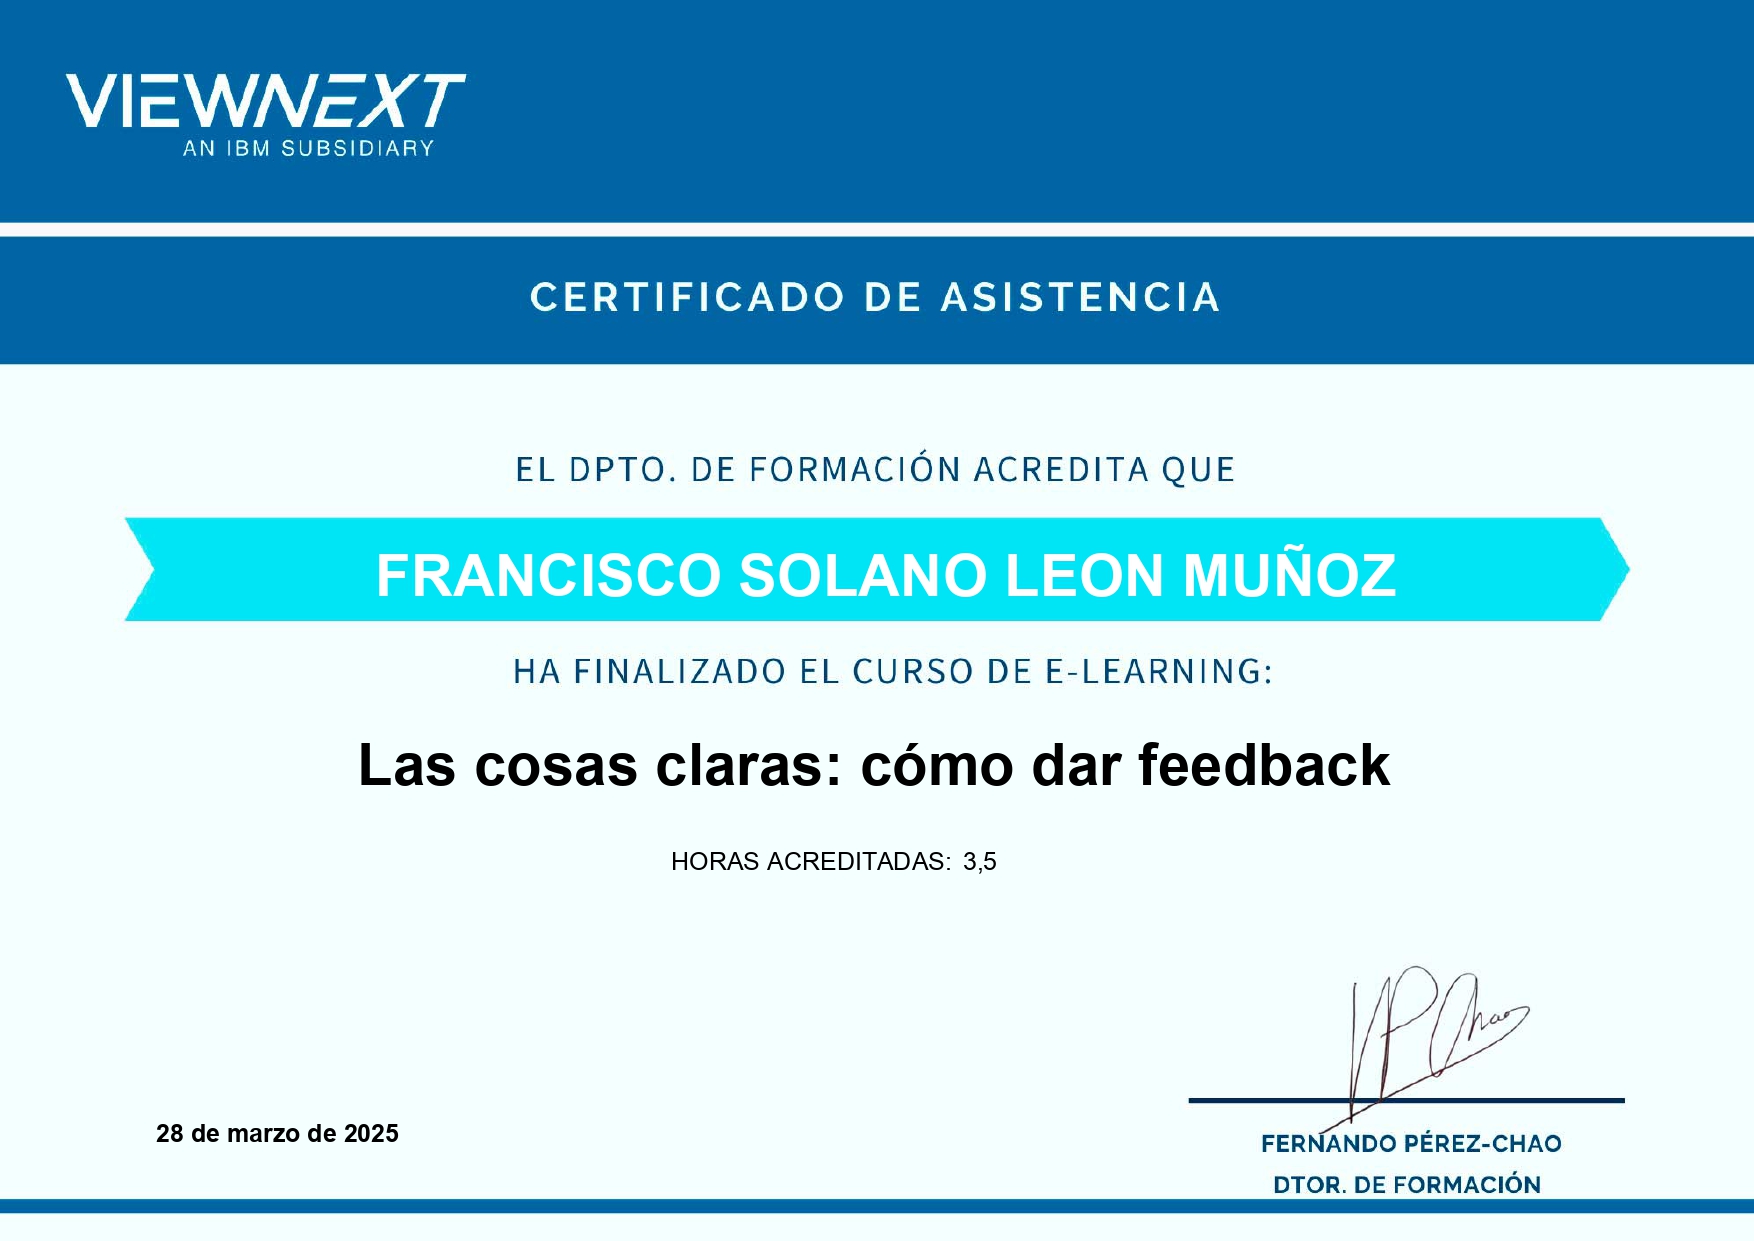 VIEWNEXT
AN IBM SUBSIDIARY
CERTIFICADO DE ASISTENCIA
EL DPTO. DE FORMACIÓN ACREDITA QUE
FRANCISCO SOLANO LEON MUÑOZ
HA FINALIZADO EL CURSO DE E-LEARNING:
Las cosas claras: cómo dar feedback
HORAS ACREDITADAS: 3,5
28 de marzo de 2025
FERNANDO PÉREZ-CHAO
DTOR. DE FORMACIÓN